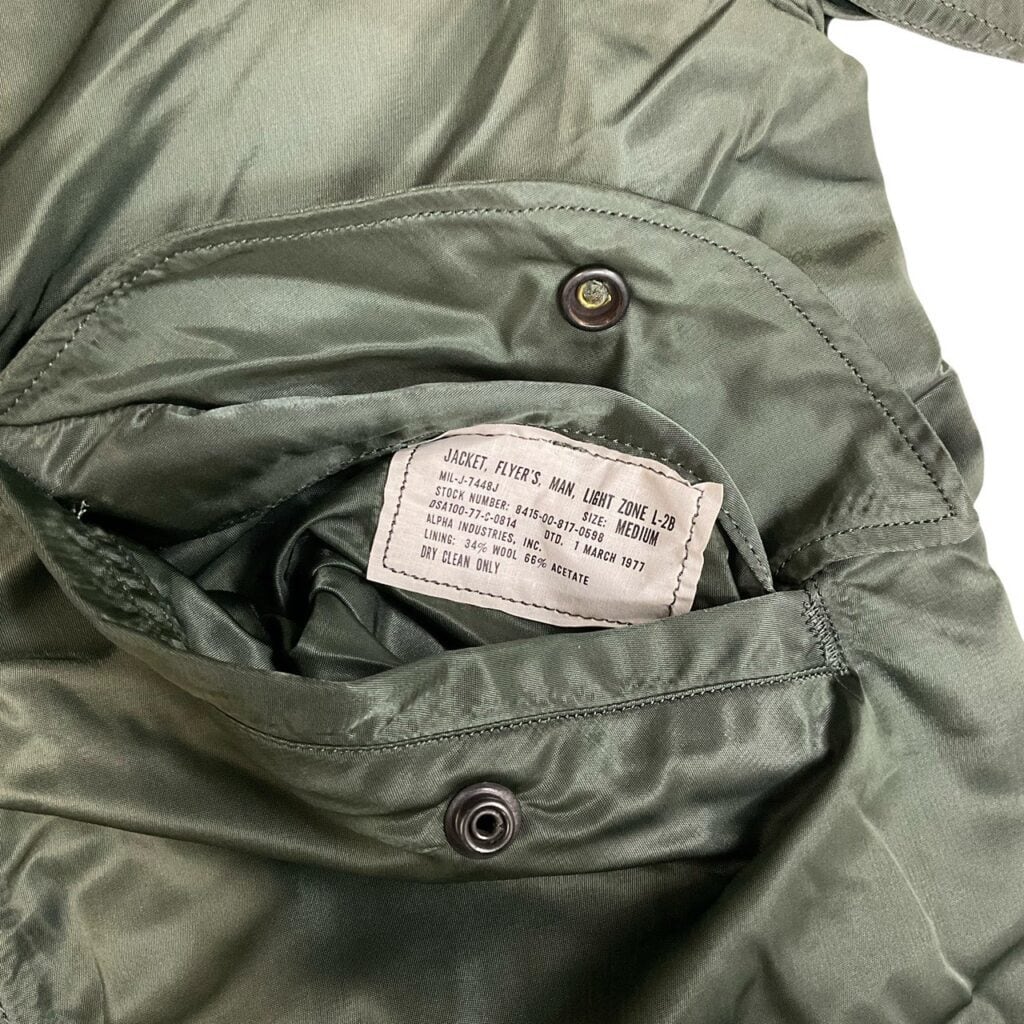 JACKET, FLYER'S, MAN, LIGHT ZONE L-2B
MIL-J-7448J
STOCK NUMBER: 8415-00-817-0598
SIZE: MEDIUM
DSA100-77-C-0814 DTD. 1 MARCH 1977
ALPHA INDUSTRIES, INC.
LINING: 34% WOOL 66% ACETATE
DRY CLEAN ONLY